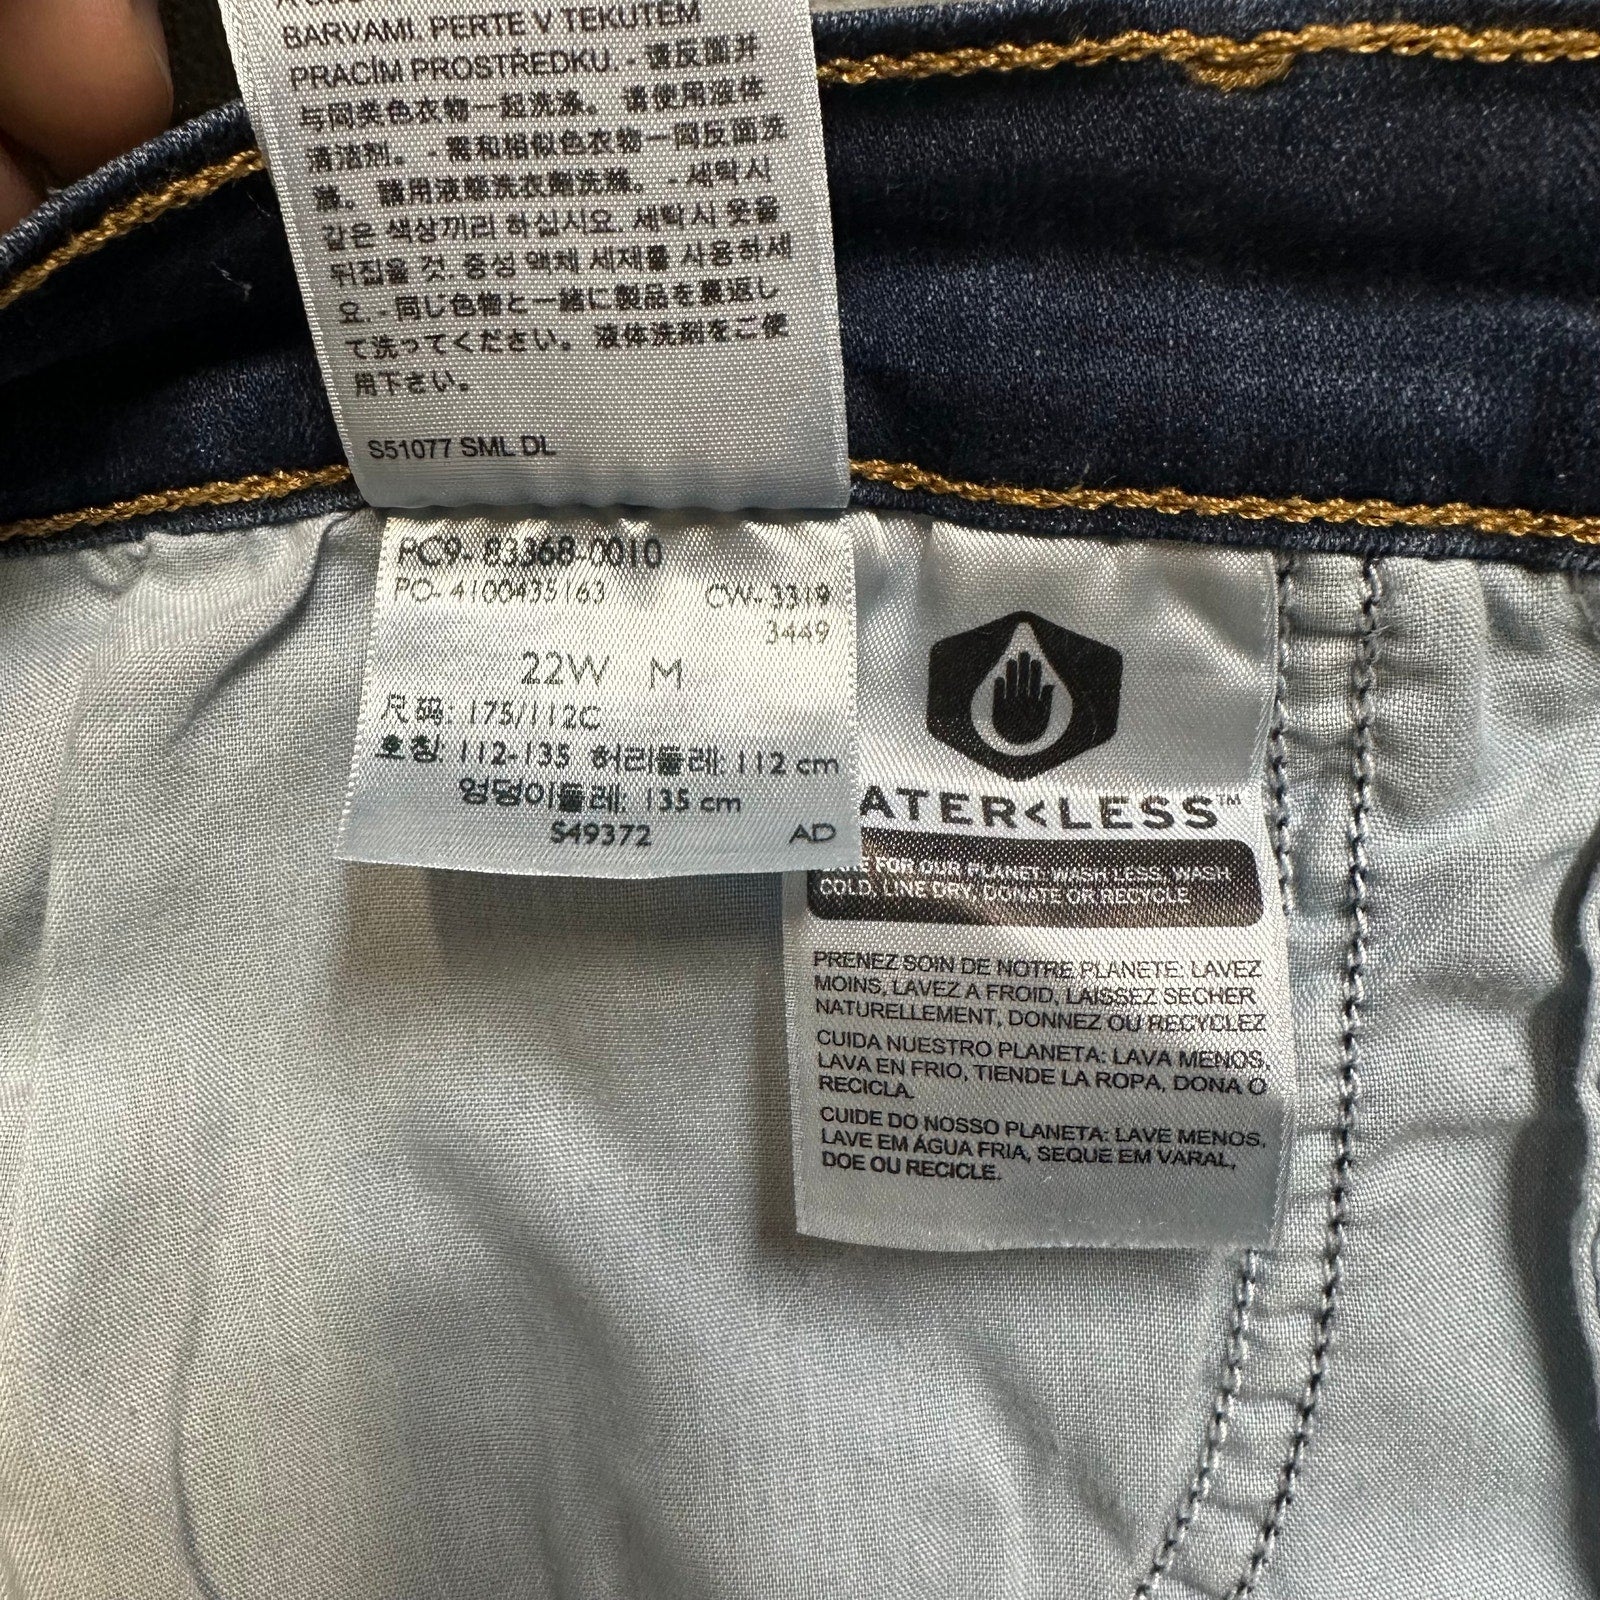 BARVAMI. PERTE V TEKUTÉM
PRACÍM PROSTŘEDKU. - 请反面并
与同类色衣物一起洗涤。 请使用液体
清洁剂。 - 需和相似色衣物一同反面洗
滌。 請用液態洗衣劑洗滌。 - 세탁시
같은 색상끼리 하십시요. 세탁시 옷을
뒤집을 것. 중성 액체 세제를 사용하세
요. - 同じ色物と一緒に製品を裏返し
て洗ってください。 液体洗剤をご使
用下さい。
S51077 SML DL
PC9-83368-0010
PO-4100435163 CW-3319
3449
22W M
尺码: 175/112C
호칭: 112-135 허리둘레: 112 cm
엉덩이둘레: 135 cm
S49372 AD
ATER<LESS™
FOR OUR PLANET: WASH LESS, WASH
COLD, LINE DRY, DONATE OR RECYCLE
PRENEZ SOIN DE NOTRE PLANETE: LAVEZ
MOINS, LAVEZ A FROID, LAISSEZ SECHER
NATURELLEMENT, DONNEZ OU RECYCLEZ
CUIDA NUESTRO PLANETA: LAVA MENOS,
LAVA EN FRIO, TIENDE LA ROPA, DONA O
RECICLA.
CUIDE DO NOSSO PLANETA: LAVE MENOS,
LAVE EM ÁGUA FRIA, SEQUE EM VARAL,
DOE OU RECICLE.